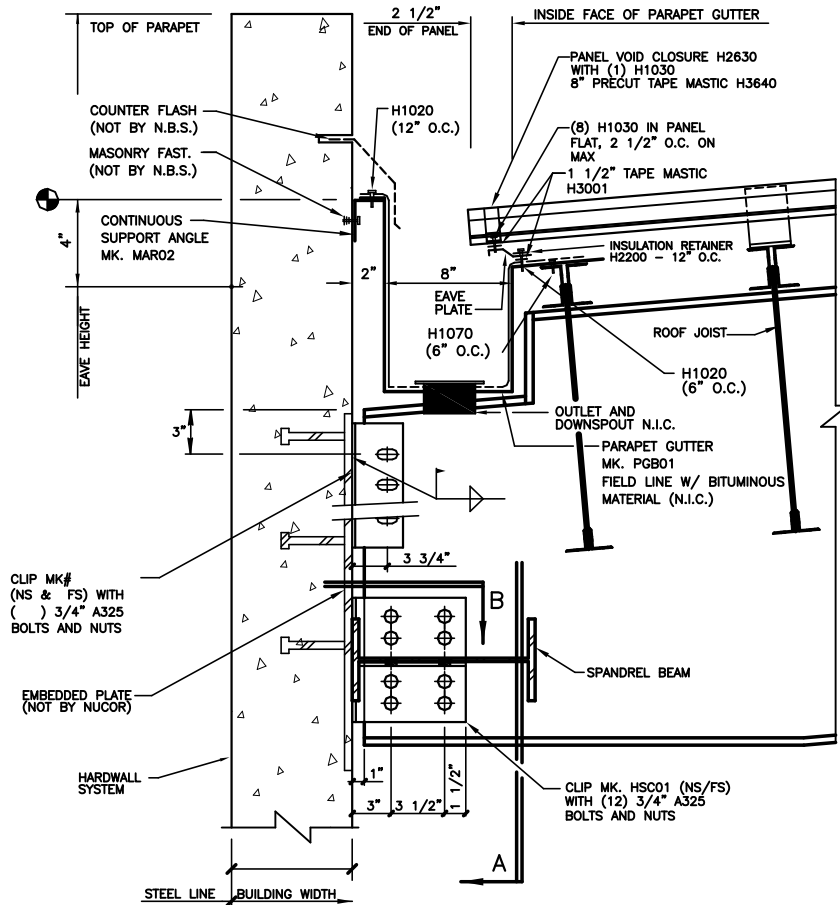 2 1/2"
END OF PANEL
INSIDE FACE OF PARAPET GUTTER
TOP OF PARAPET
PANEL VOID CLOSURE H2630
WITH (1) H1030
8" PRECUT TAPE MASTIC H3640
COUNTER FLASH
(NOT BY N.B.S.)
H1020
(12" O.C.)
(8) H1030 IN PANEL
FLAT, 2 1/2" O.C. ON
MAX
MASONRY FAST.
(NOT BY N.B.S.)
1 1/2" TAPE MASTIC
H3001
CONTINUOUS
SUPPORT ANGLE
MK. MAR02
4"
INSULATION RETAINER
H2200 - 12" O.C.
2"
8"
EAVE
PLATE
EAVE HEIGHT
H1070
(6" O.C.)
ROOF JOIST
H1020
(6" O.C.)
OUTLET AND
DOWNSPOUT N.I.C.
3"
PARAPET GUTTER
MK. PGB01
FIELD LINE W/ BITUMINOUS
MATERIAL (N.I.C.)
3 3/4"
CLIP MK#
(NS & FS) WITH
( ) 3/4" A325
BOLTS AND NUTS
B
SPANDREL BEAM
EMBEDDED PLATE
(NOT BY NUCOR)
HARDWALL
SYSTEM
1"
3"
3 1/2"
1 1/2"
CLIP MK. HSC01 (NS/FS)
WITH (12) 3/4" A325
BOLTS AND NUTS
A
STEEL LINE
BUILDING WIDTH